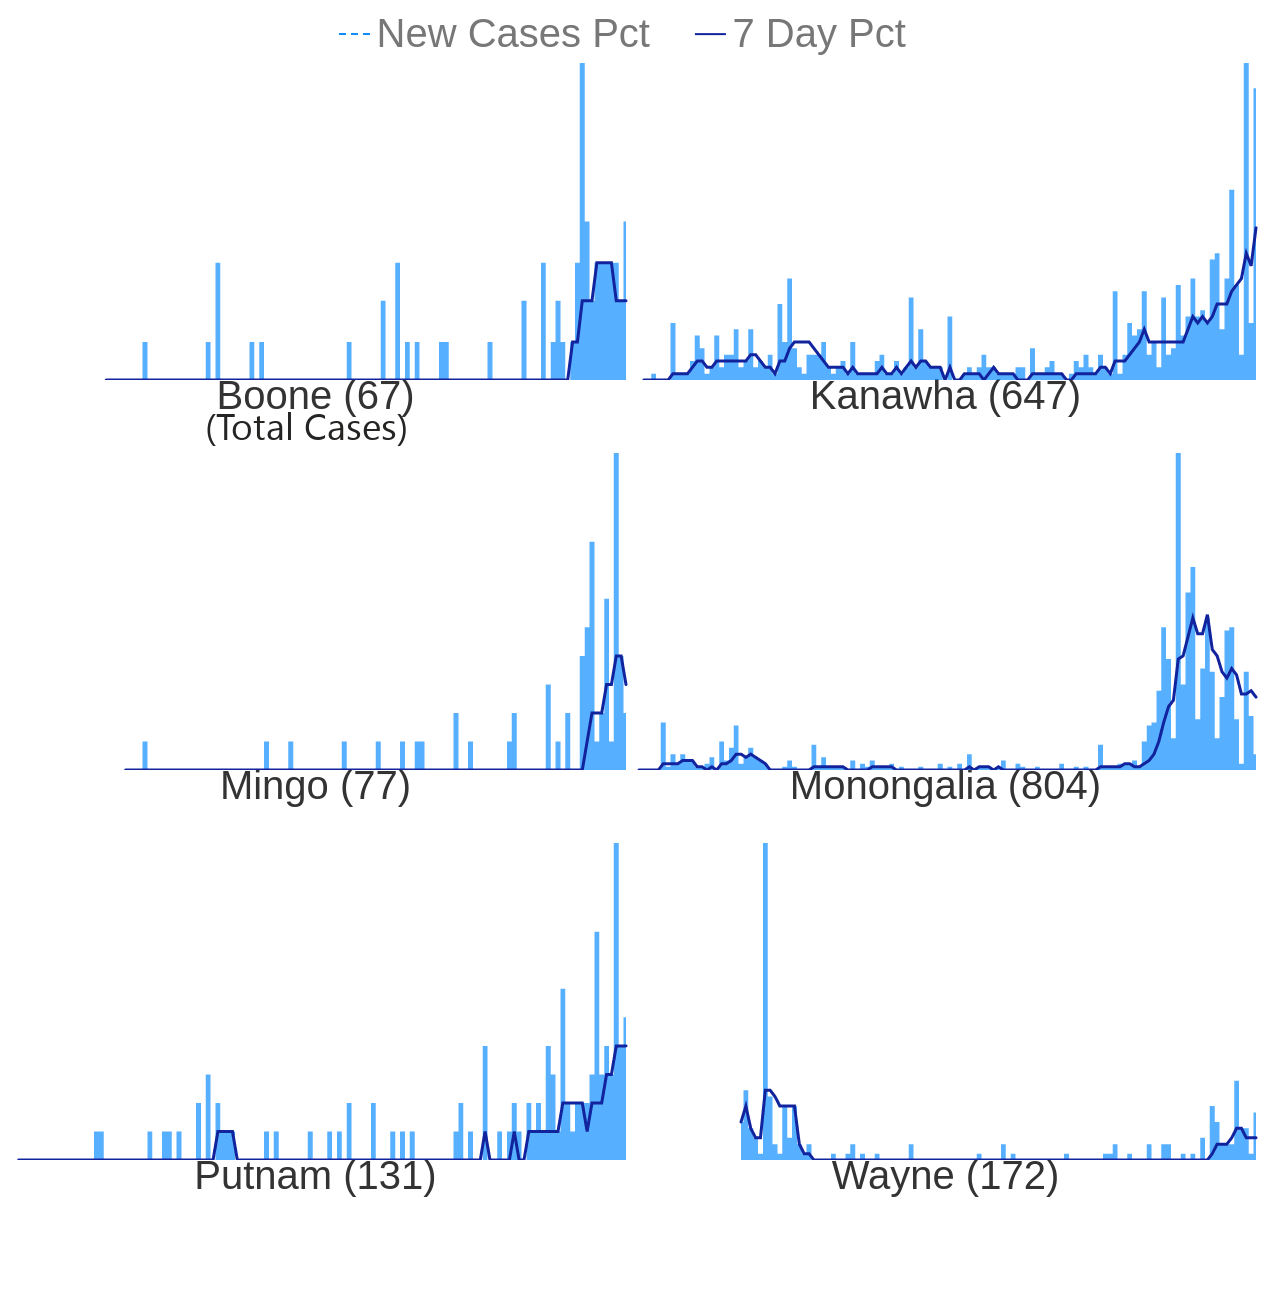 New Cases Pct 7 Day Pct
Boone (67) Kanawha (647)
(Total Cases)
Mingo (77) Monongalia (804)
Putnam (131) Wayne (172)